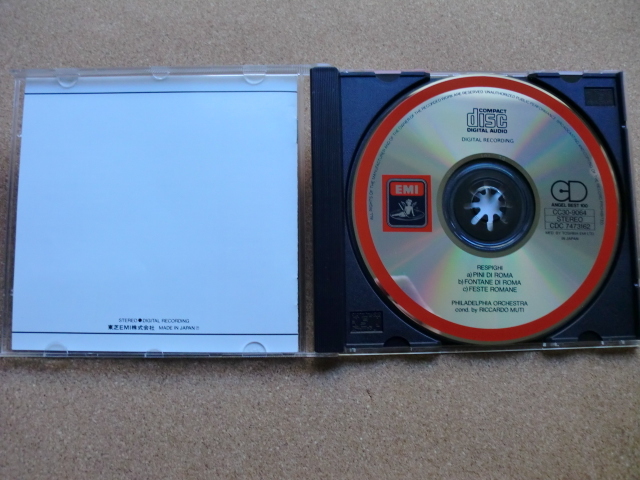 STEREO●DIGITAL RECORDING
東芝EMI株式会社 MADE IN JAPAN
COMPACT
disc
DIGITAL AUDIO
DIGITAL RECORDING
EMI
CD
CC30-9064
STEREO
CDC 7473162
IN JAPAN
RESPIGHI
a)PINI DI ROMA
b)FONTANE DI ROMA
c)FESTE ROMANE
PHILADELPHIA ORCHESTRA
cond. by RICCARDO MUTI